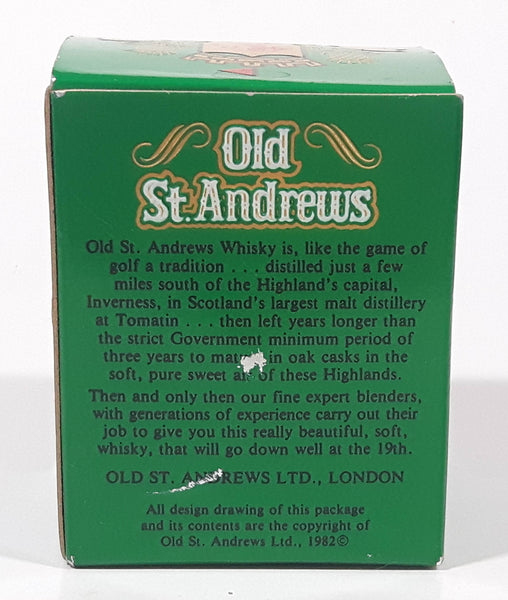 Old
St. Andrews
Old St. Andrews Whisky is, like the game of
golf a tradition . . . distilled just a few
miles south of the Highland's capital,
Inverness, in Scotland's largest malt distillery
at Tomatin . . . then left years longer than
the strict Government minimum period of
three years to in oak casks in the
soft, pure sweet of these Highlands.
Then and only then our fine expert blenders,
with generations of experience carry out their
job to give you this really beautiful, soft,
whisky, that will go down well at the 19th.
OLD ST. ANDREWS LTD., LONDON
All design drawing of this package
and its contents are the copyright of
Old St. Andrews Ltd., 1982©